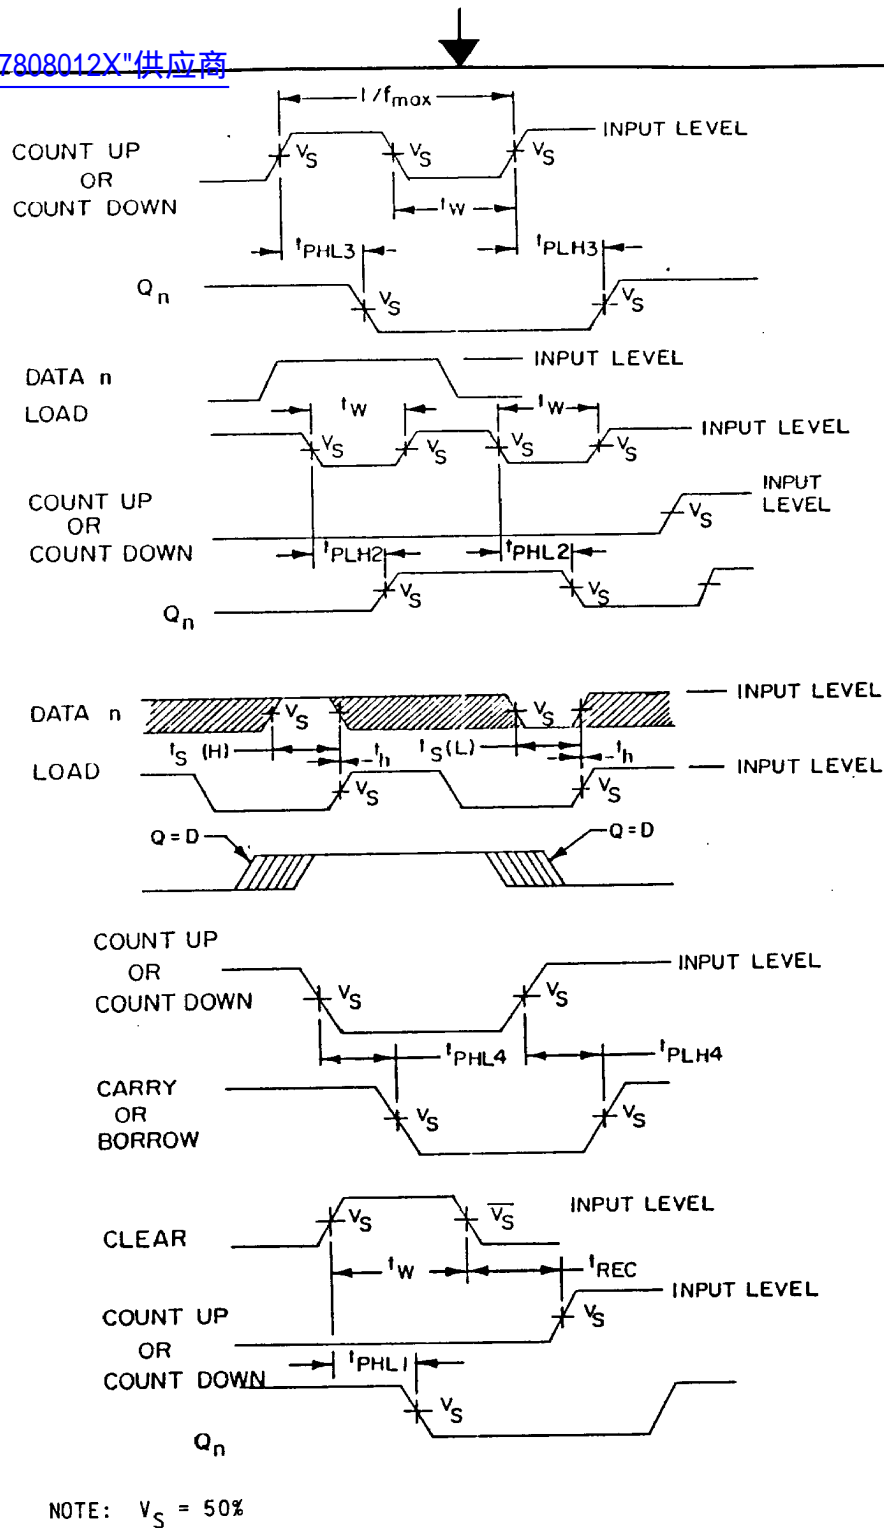 7808012X"供应商
1/fmax
INPUT LEVEL
COUNT UP
OR
COUNT DOWN
VS VS VS
tW
tPHL3 tPLH3
Qn
VS VS
INPUT LEVEL
DATA n
LOAD
tW tW
INPUT LEVEL
VS VS VS VS
COUNT UP
OR
COUNT DOWN
INPUT
LEVEL
VS
tPLH2 tPHL2
Qn
VS VS
INPUT LEVEL
DATA n
VS VS
tS (H) th tS(L) th
LOAD
INPUT LEVEL
VS VS
Q=D Q=D
COUNT UP
OR
COUNT DOWN
INPUT LEVEL
VS VS
tPHL4 tPLH4
CARRY
OR
BORROW
VS VS
INPUT LEVEL
CLEAR
VS V̅S̅
tW tREC
INPUT LEVEL
COUNT UP
OR
COUNT DOWN
VS
tPHL1
VS
Qn
NOTE: VS = 50%